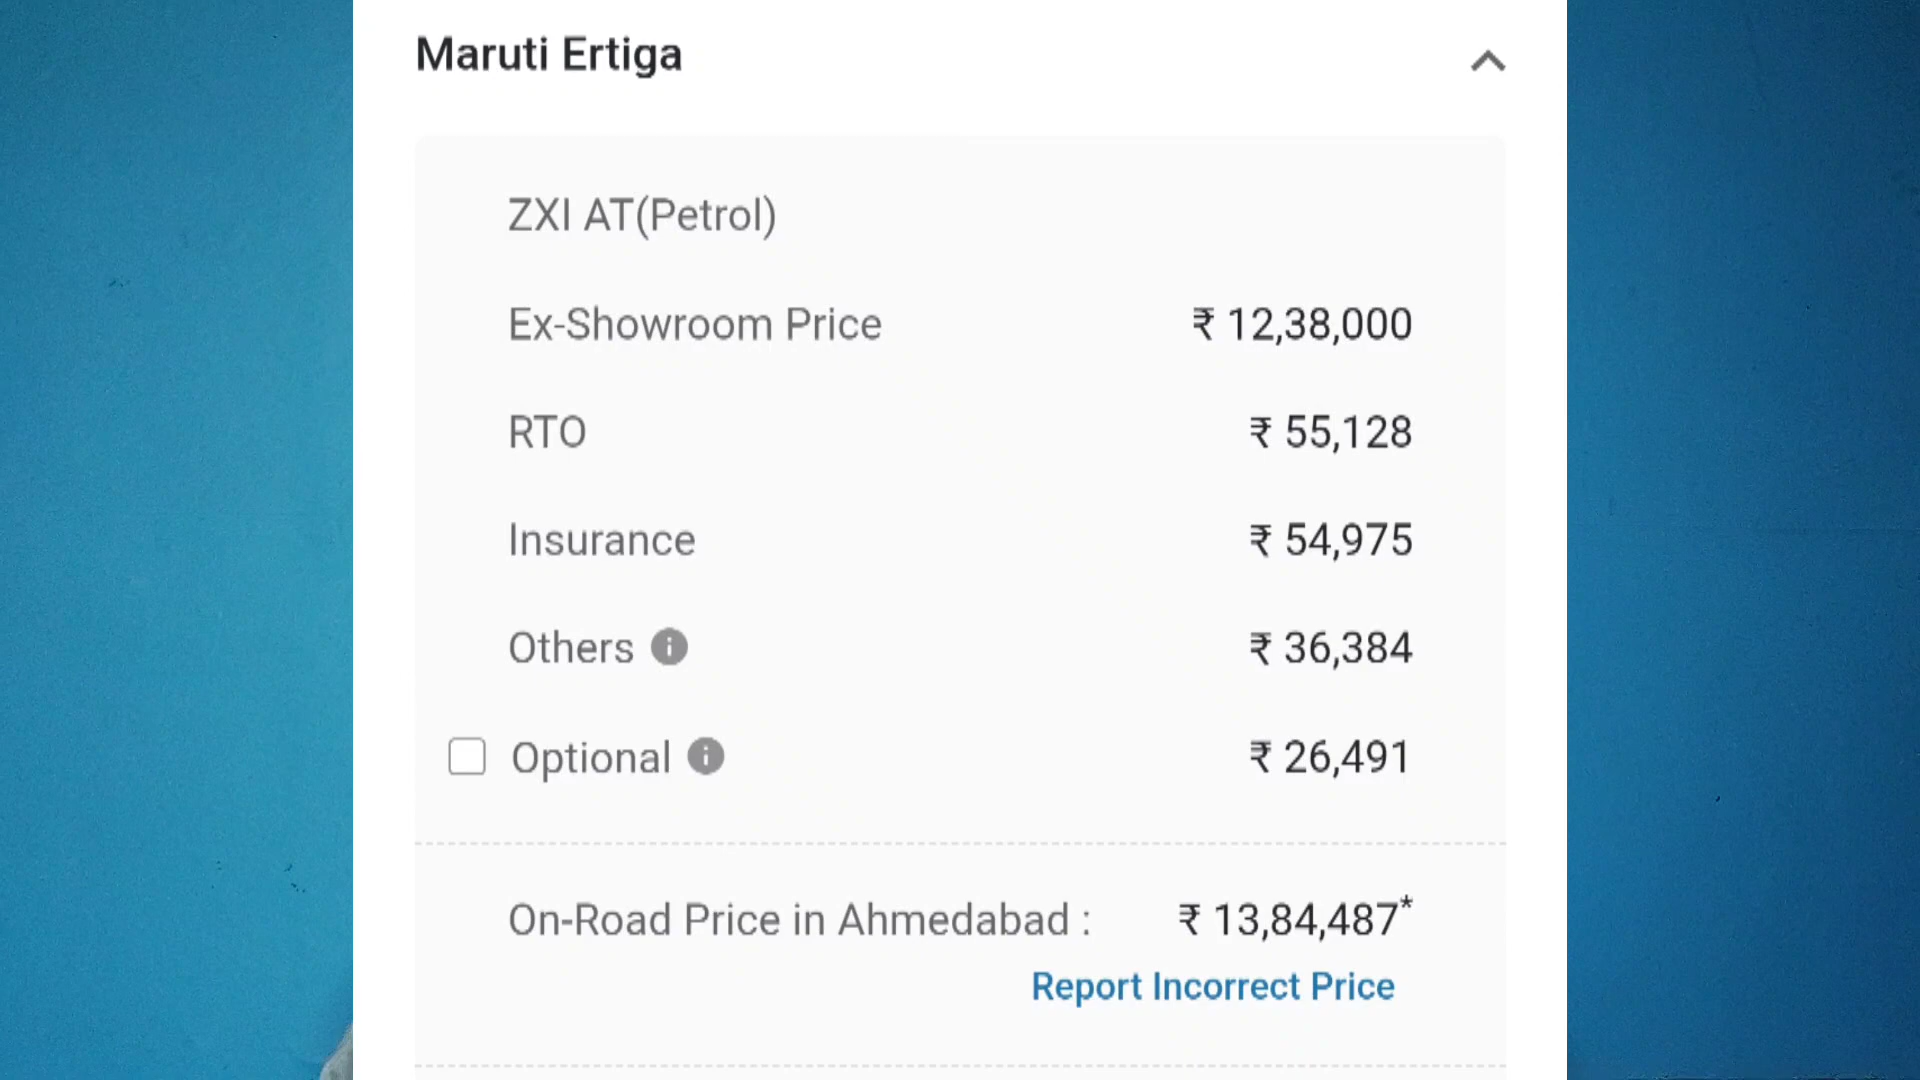 Maruti Ertiga
ZXI AT(Petrol)
Ex-Showroom Price ₹ 12,38,000
RTO ₹ 55,128
Insurance ₹ 54,975
Others ₹ 36,384
Optional ₹ 26,491
On-Road Price in Ahmedabad : ₹ 13,84,487*
Report Incorrect Price